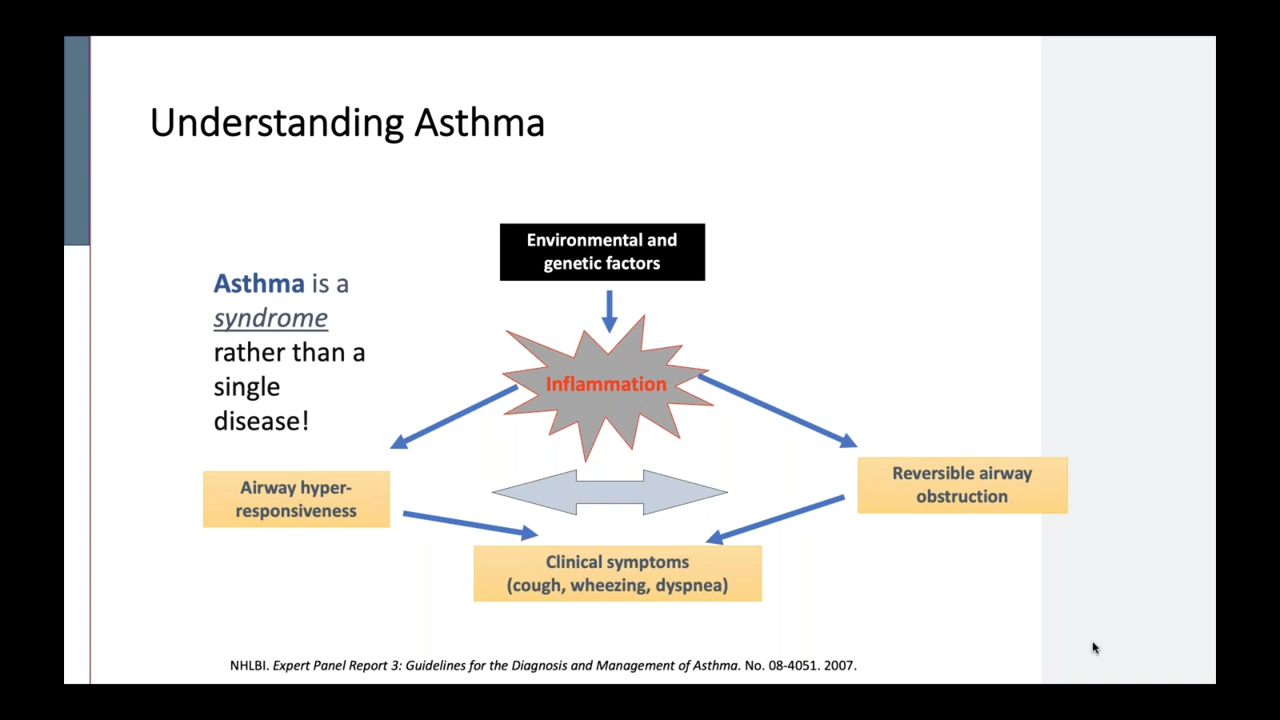 Understanding Asthma
Environmental and
genetic factors
Asthma is a
syndrome
rather than a
single
disease!
Inflammation
Airway hyper-
responsiveness
Reversible airway
obstruction
Clinical symptoms
(cough, wheezing, dyspnea)
NHLBI. Expert Panel Report 3: Guidelines for the Diagnosis and Management of Asthma. No. 08-4051. 2007.